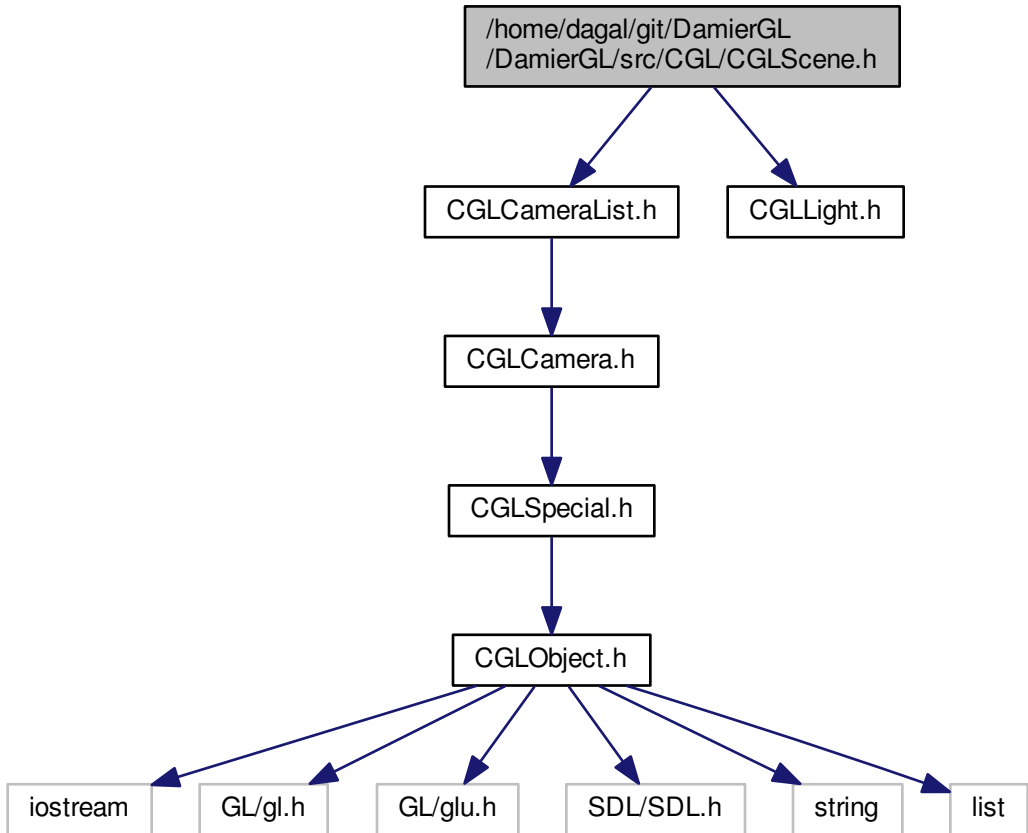 /home/dagal/git/DamierGL
/DamierGL/src/CGL/CGLScene.h
CGLCameraList.h
CGLLight.h
CGLCamera.h
CGLSpecial.h
CGLObject.h
iostream
GL/gl.h
GL/glu.h
SDL/SDL.h
string
list